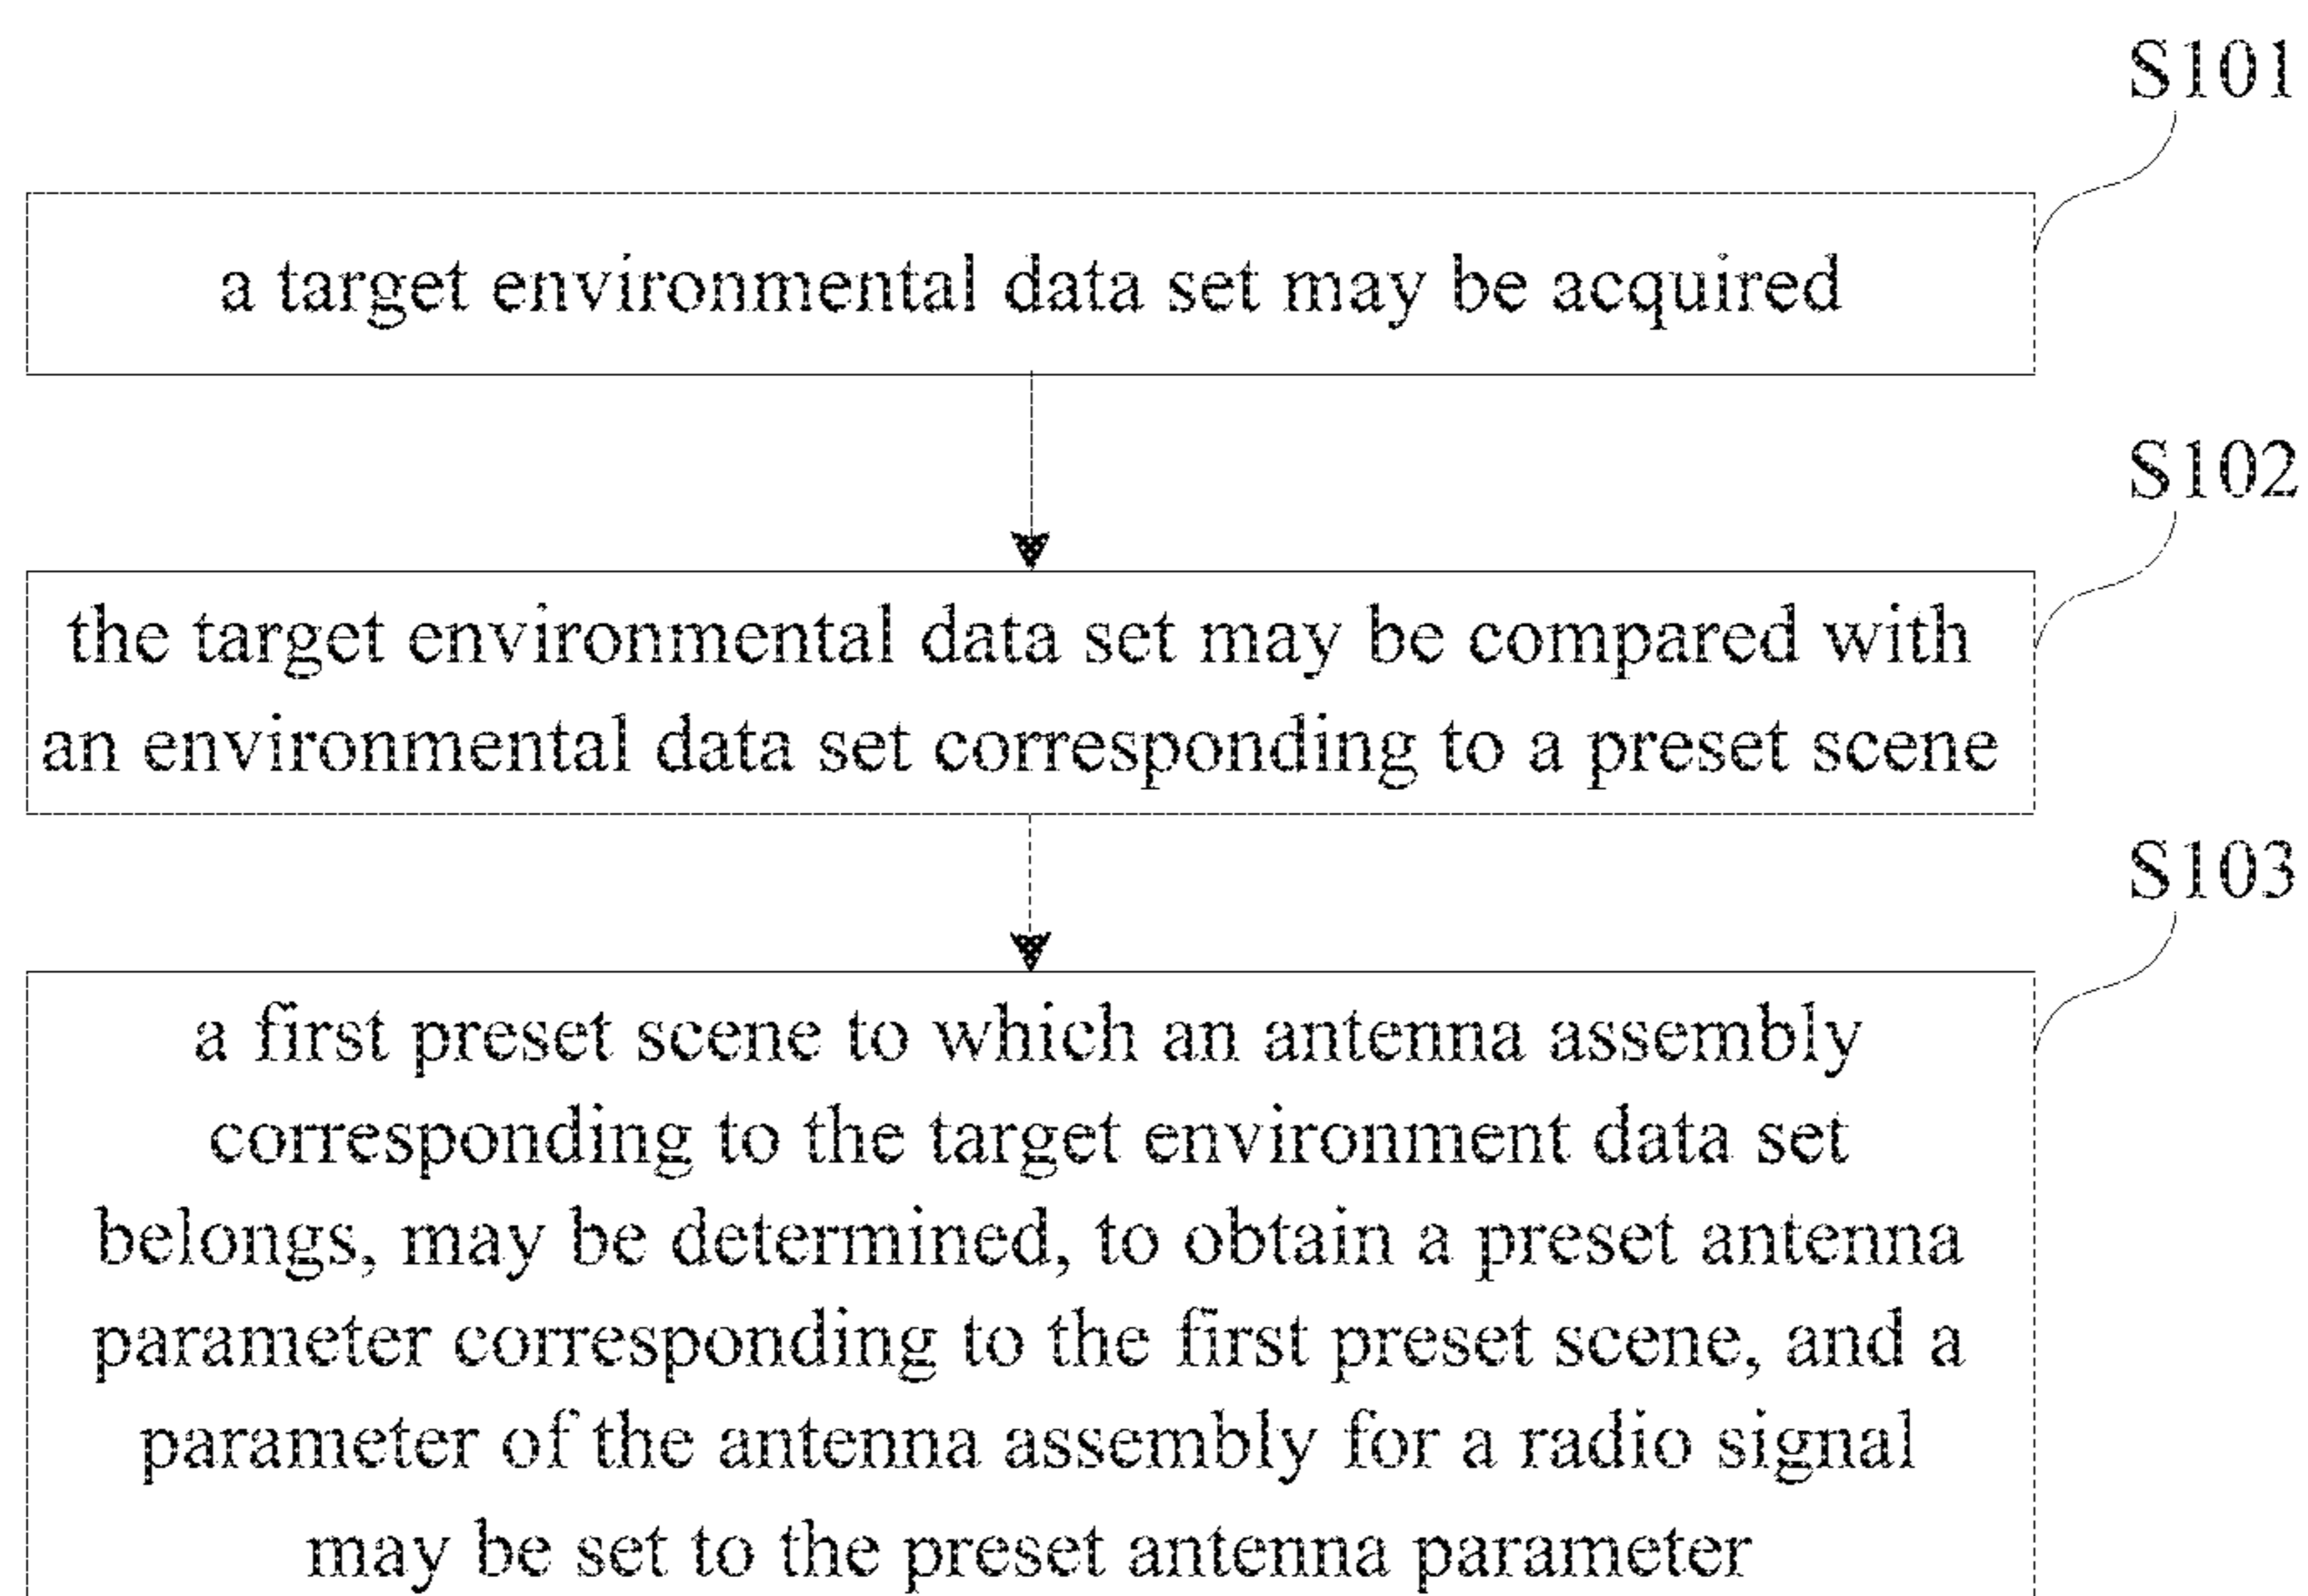 S101
a target environmental data set may be acquired
S102
the target environmental data set may be compared with
an environmental data set corresponding to a preset scene
S103
a first preset scene to which an antenna assembly
corresponding to the target environment data set
belongs, may be determined, to obtain a preset antenna
parameter corresponding to the first preset scene, and a
parameter of the antenna assembly for a radio signal
may be set to the preset antenna parameter